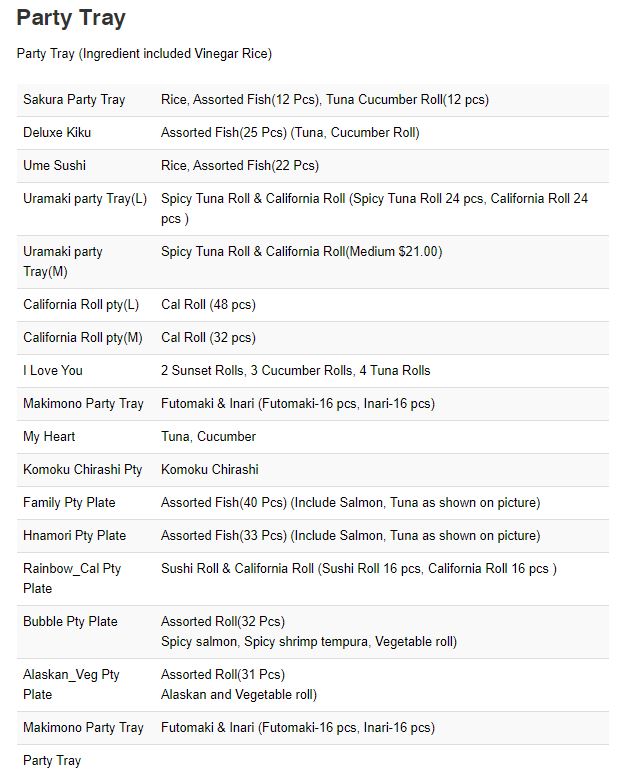 Party Tray
Party Tray (Ingredient included Vinegar Rice)
Sakura Party Tray Rice, Assorted Fish(12 Pcs), Tuna Cucumber Roll(12 pcs)
Deluxe Kiku Assorted Fish(25 Pcs) (Tuna, Cucumber Roll)
Ume Sushi Rice, Assorted Fish(22 Pcs)
Uramaki party Tray(L) Spicy Tuna Roll & California Roll (Spicy Tuna Roll 24 pcs, California Roll 24
pcs )
Uramaki party Spicy Tuna Roll & California Roll(Medium $21.00)
Tray(M)
California Roll pty(L) Cal Roll (48 pcs)
California Roll pty(M) Cal Roll (32 pcs)
I Love You 2 Sunset Rolls, 3 Cucumber Rolls, 4 Tuna Rolls
Makimono Party Tray Futomaki & Inari (Futomaki-16 pcs, Inari-16 pcs)
My Heart Tuna, Cucumber
Komoku Chirashi Pty Komoku Chirashi
Family Pty Plate Assorted Fish(40 Pcs) (Include Salmon, Tuna as shown on picture)
Hnamori Pty Plate Assorted Fish(33 Pcs) (Include Salmon, Tuna as shown on picture)
Rainbow_Cal Pty Sushi Roll & California Roll (Sushi Roll 16 pcs, California Roll 16 pcs )
Plate
Bubble Pty Plate Assorted Roll(32 Pcs)
Spicy salmon, Spicy shrimp tempura, Vegetable roll)
Alaskan_Veg Pty Assorted Roll(31 Pcs)
Plate Alaskan and Vegetable roll)
Makimono Party Tray Futomaki & Inari (Futomaki-16 pcs, Inari-16 pcs)
Party Tray